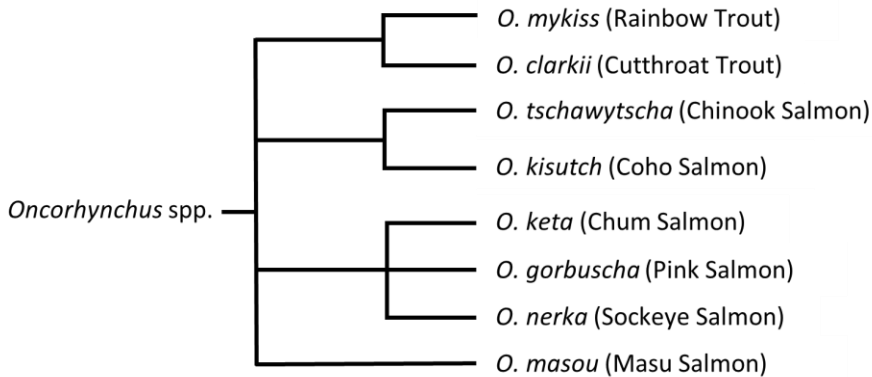 O. mykiss (Rainbow Trout)
O. clarkii (Cutthroat Trout)
O. tschawytscha (Chinook Salmon)
O. kisutch (Coho Salmon)
Oncorhynchus spp.
O. keta (Chum Salmon)
O. gorbuscha (Pink Salmon)
O. nerka (Sockeye Salmon)
O. masou (Masu Salmon)